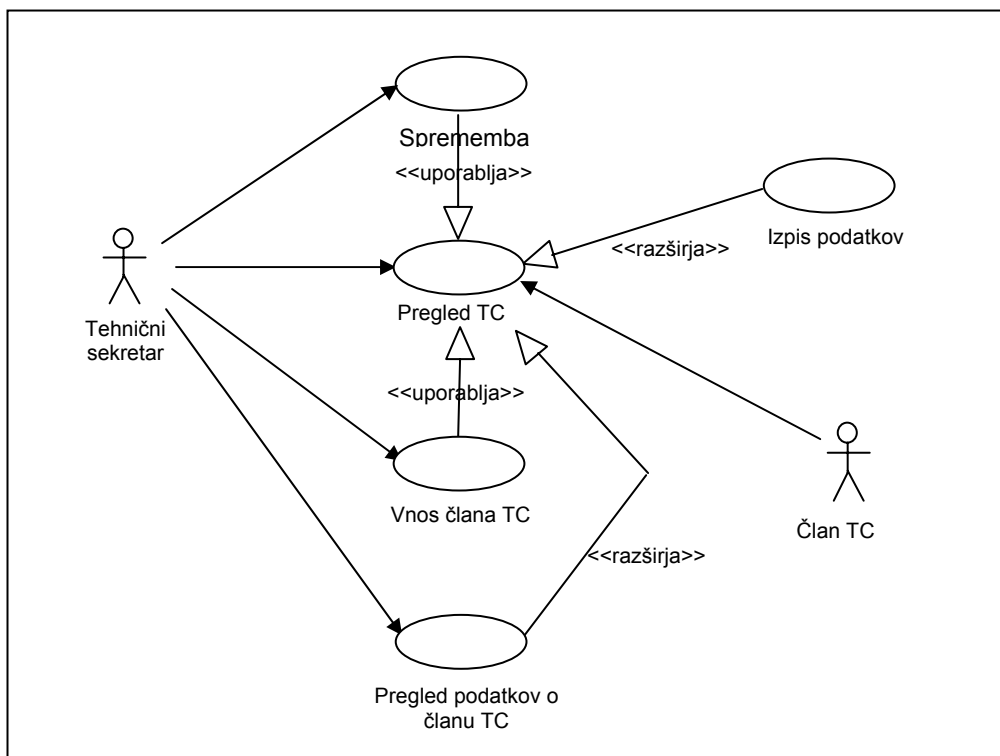 Sprememba
<<uporablja>>
<<razširja>>
Izpis podatkov
Pregled TC
Tehnični
sekretar
<<uporablja>>
Vnos člana TC
Član TC
<<razširja>>
Pregled podatkov o
članu TC